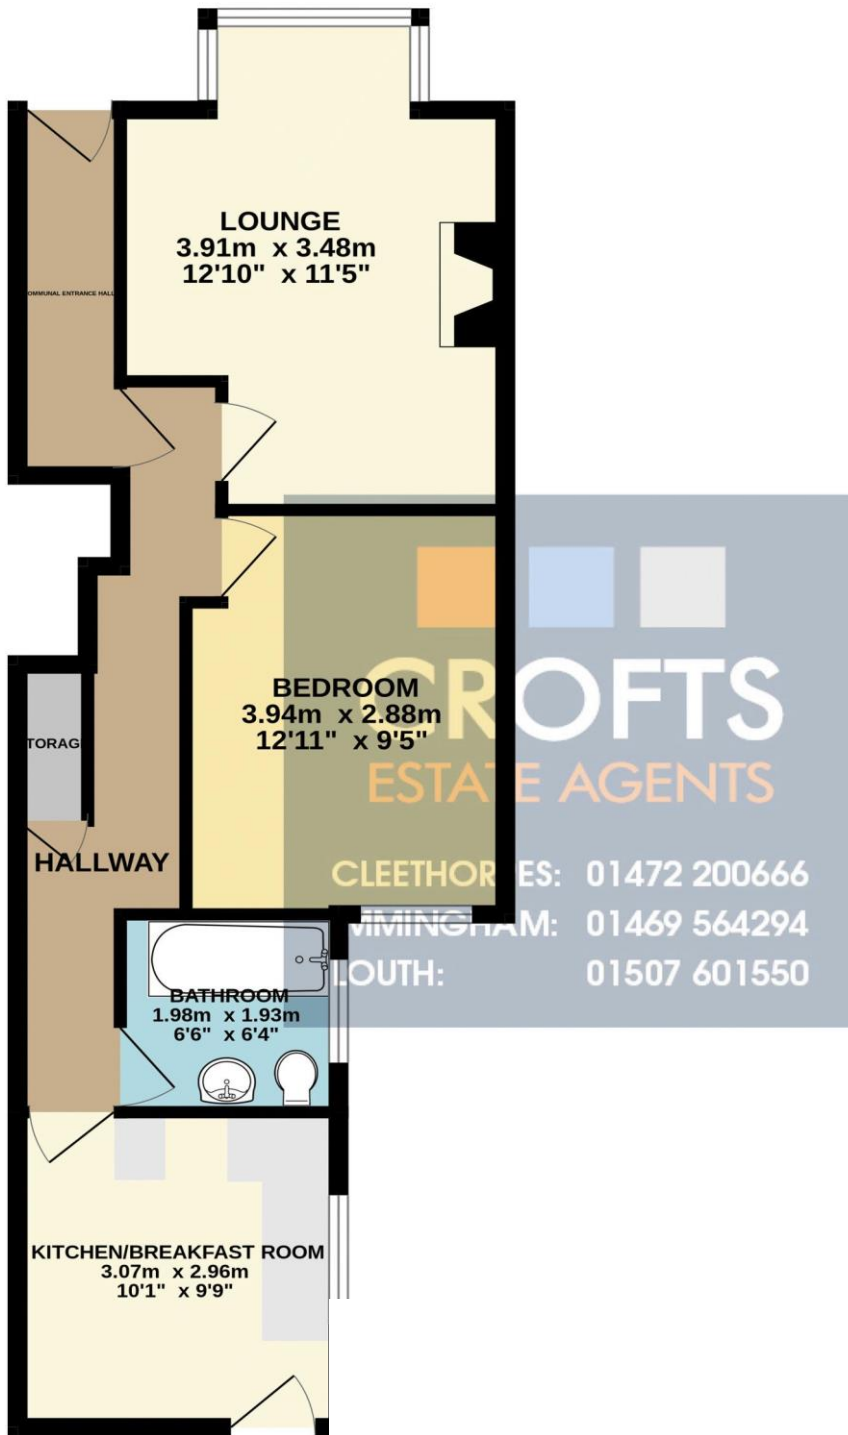 LOUNGE
3.91m x 3.48m
12'10" x 11'5"
OMMUNAL ENTRANCE HALL
BEDROOM
3.94m x 2.88m
12'11" x 9'5"
CROFTS
ESTATE AGENTS
TORAG
HALLWAY
CLEETHORPES: 01472 200666
IMMINGHAM: 01469 564294
LOUTH: 01507 601550
BATHROOM
1.98m x 1.93m
6'6" x 6'4"
KITCHEN/BREAKFAST ROOM
3.07m x 2.96m
10'1" x 9'9"